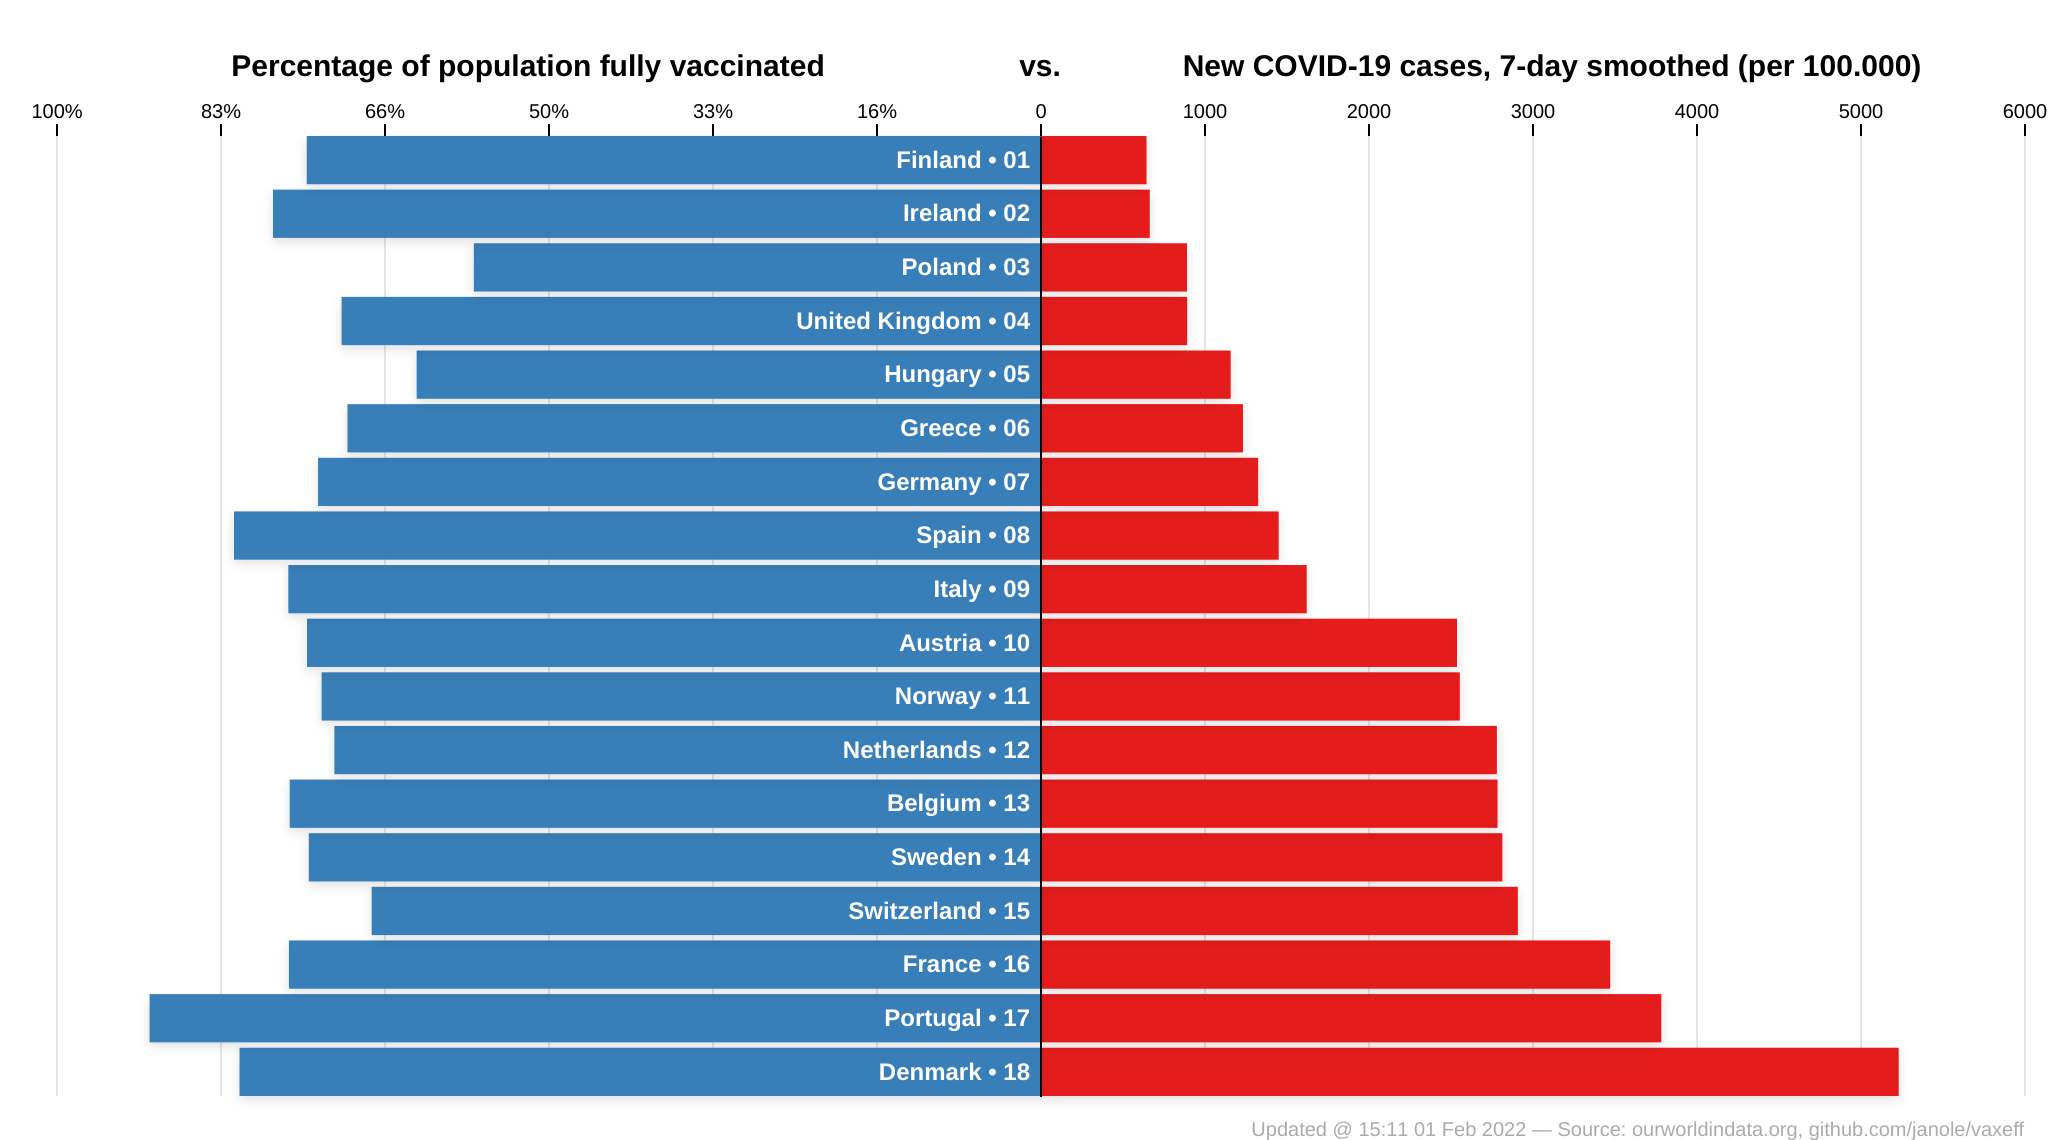 Percentage of population fully vaccinated vs. New COVID-19 cases, 7-day smoothed (per 100.000)
100% 83% 66% 50% 33% 16% 0 1000 2000 3000 4000 5000 6000
Finland • 01
Ireland • 02
Poland • 03
United Kingdom • 04
Hungary • 05
Greece • 06
Germany • 07
Spain • 08
Italy • 09
Austria • 10
Norway • 11
Netherlands • 12
Belgium • 13
Sweden • 14
Switzerland • 15
France • 16
Portugal • 17
Denmark • 18
Updated @ 15:11 01 Feb 2022 — Source: ourworldindata.org, github.com/janole/vaxeff